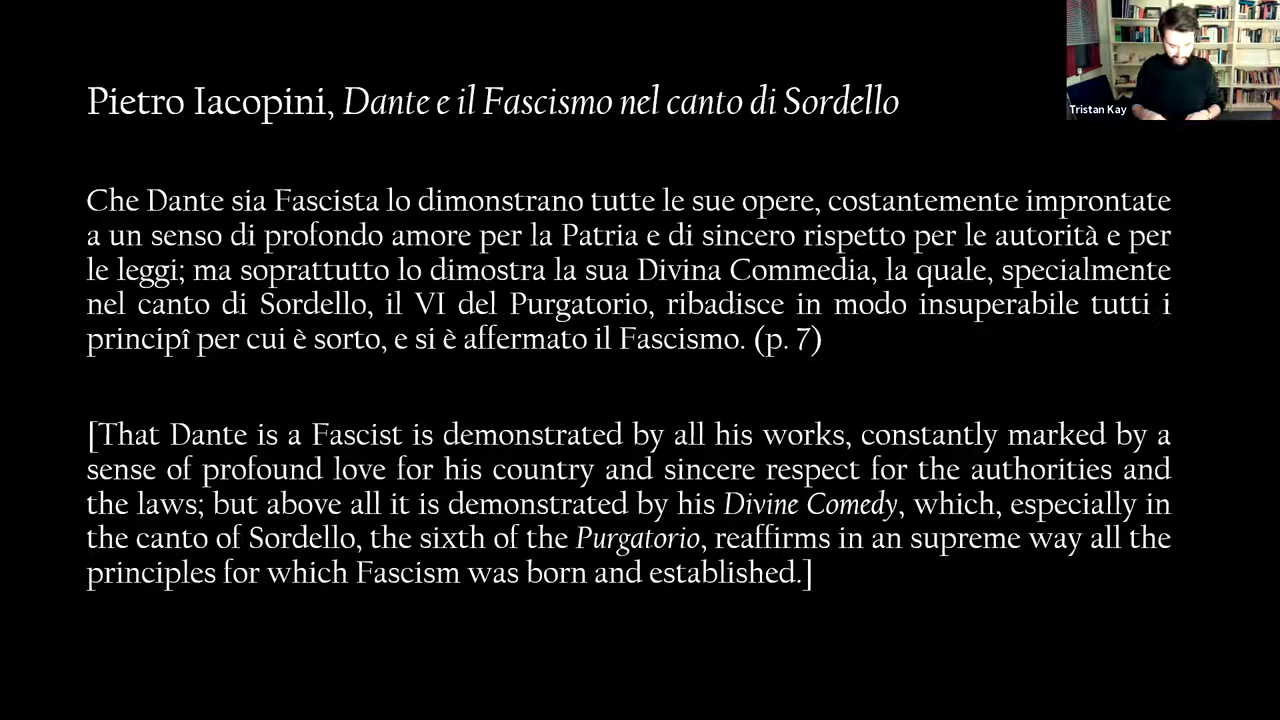 Pietro Iacopini, Dante e il Fascismo nel canto di Sordello
Tristan Kay
Che Dante sia Fascista lo dimonstrano tutte le sue opere, costantemente improntate
a un senso di profondo amore per la Patria e di sincero rispetto per le autorità e per
le leggi; ma soprattutto lo dimostra la sua Divina Commedia, la quale, specialmente
nel canto di Sordello, il VI del Purgatorio, ribadisce in modo insuperabile tutti i
principî per cui è sorto, e si è affermato il Fascismo. (p. 7)
[That Dante is a Fascist is demonstrated by all his works, constantly marked by a
sense of profound love for his country and sincere respect for the authorities and
the laws; but above all it is demonstrated by his Divine Comedy, which, especially in
the canto of Sordello, the sixth of the Purgatorio, reaffirms in an supreme way all the
principles for which Fascism was born and established.]